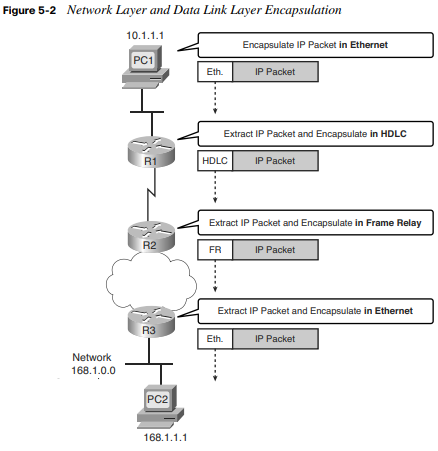 Figure 5-2 Network Layer and Data Link Layer Encapsulation
10.1.1.1
Encapsulate IP Packet in Ethernet
PC1
Eth. IP Packet
Extract IP Packet and Encapsulate in HDLC
R1
HDLC IP Packet
Extract IP Packet and Encapsulate in Frame Relay
R2
FR IP Packet
Extract IP Packet and Encapsulate in Ethernet
R3
Eth. IP Packet
Network
168.1.0.0
PC2
168.1.1.1